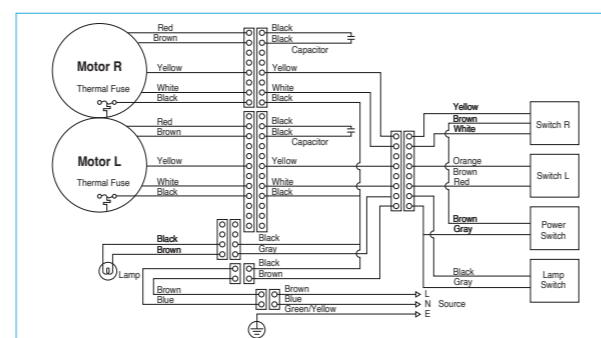 Red
Brown
Black
Black
Capacitor
Motor R
Yellow
Yellow
Thermal Fuse
White
White
Black
Black
Red
Brown
Black
Black
Capacitor
Motor L
Yellow
Yellow
Thermal Fuse
White
White
Black
Black
Yellow
Brown
White
Switch R
Orange
Brown
Red
Switch L
Brown
Gray
Power
Switch
Black
Gray
Lamp
Switch
Black
Brown
Black
Gray
Lamp
Black
Brown
Brown
Blue
Brown
Blue
Green/Yellow
L
N Source
E